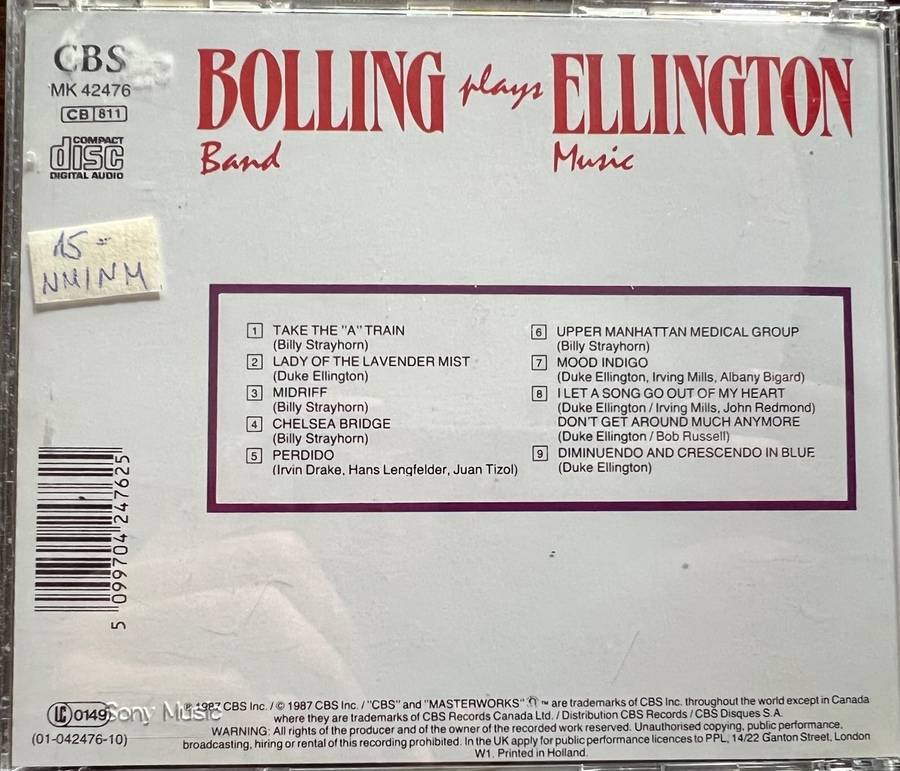 CBS
MK 42476
CB 811
COMPACT
disc
DIGITAL AUDIO
BOLLING plays ELLINGTON
Band Music
15 =
NM/NM
1 TAKE THE "A" TRAIN
(Billy Strayhorn)
2 LADY OF THE LAVENDER MIST
(Duke Ellington)
3 MIDRIFF
(Billy Strayhorn)
4 CHELSEA BRIDGE
(Billy Strayhorn)
5 PERDIDO
(Irvin Drake, Hans Lengfelder, Juan Tizol)
6 UPPER MANHATTAN MEDICAL GROUP
(Billy Strayhorn)
7 MOOD INDIGO
(Duke Ellington, Irving Mills, Albany Bigard)
8 I LET A SONG GO OUT OF MY HEART
(Duke Ellington / Irving Mills, John Redmond)
DON'T GET AROUND MUCH ANYMORE
(Duke Ellington / Bob Russell)
9 DIMINUENDO AND CRESCENDO IN BLUE
(Duke Ellington)
5 099704 247625
LC 0149
Sony Music
(01-042476-10)
℗ 1987 CBS Inc. / © 1987 CBS Inc. / "CBS" and "MASTERWORKS" ™ are trademarks of CBS Inc. throughout the world except in Canada
where they are trademarks of CBS Records Canada Ltd. / Distribution CBS Records / CBS Disques S.A.
WARNING: All rights of the producer and of the owner of the recorded work reserved. Unauthorised copying, public performance,
broadcasting, hiring or rental of this recording prohibited. In the UK apply for public performance licences to PPL, 14/22 Ganton Street, London
W1. Printed in Holland.